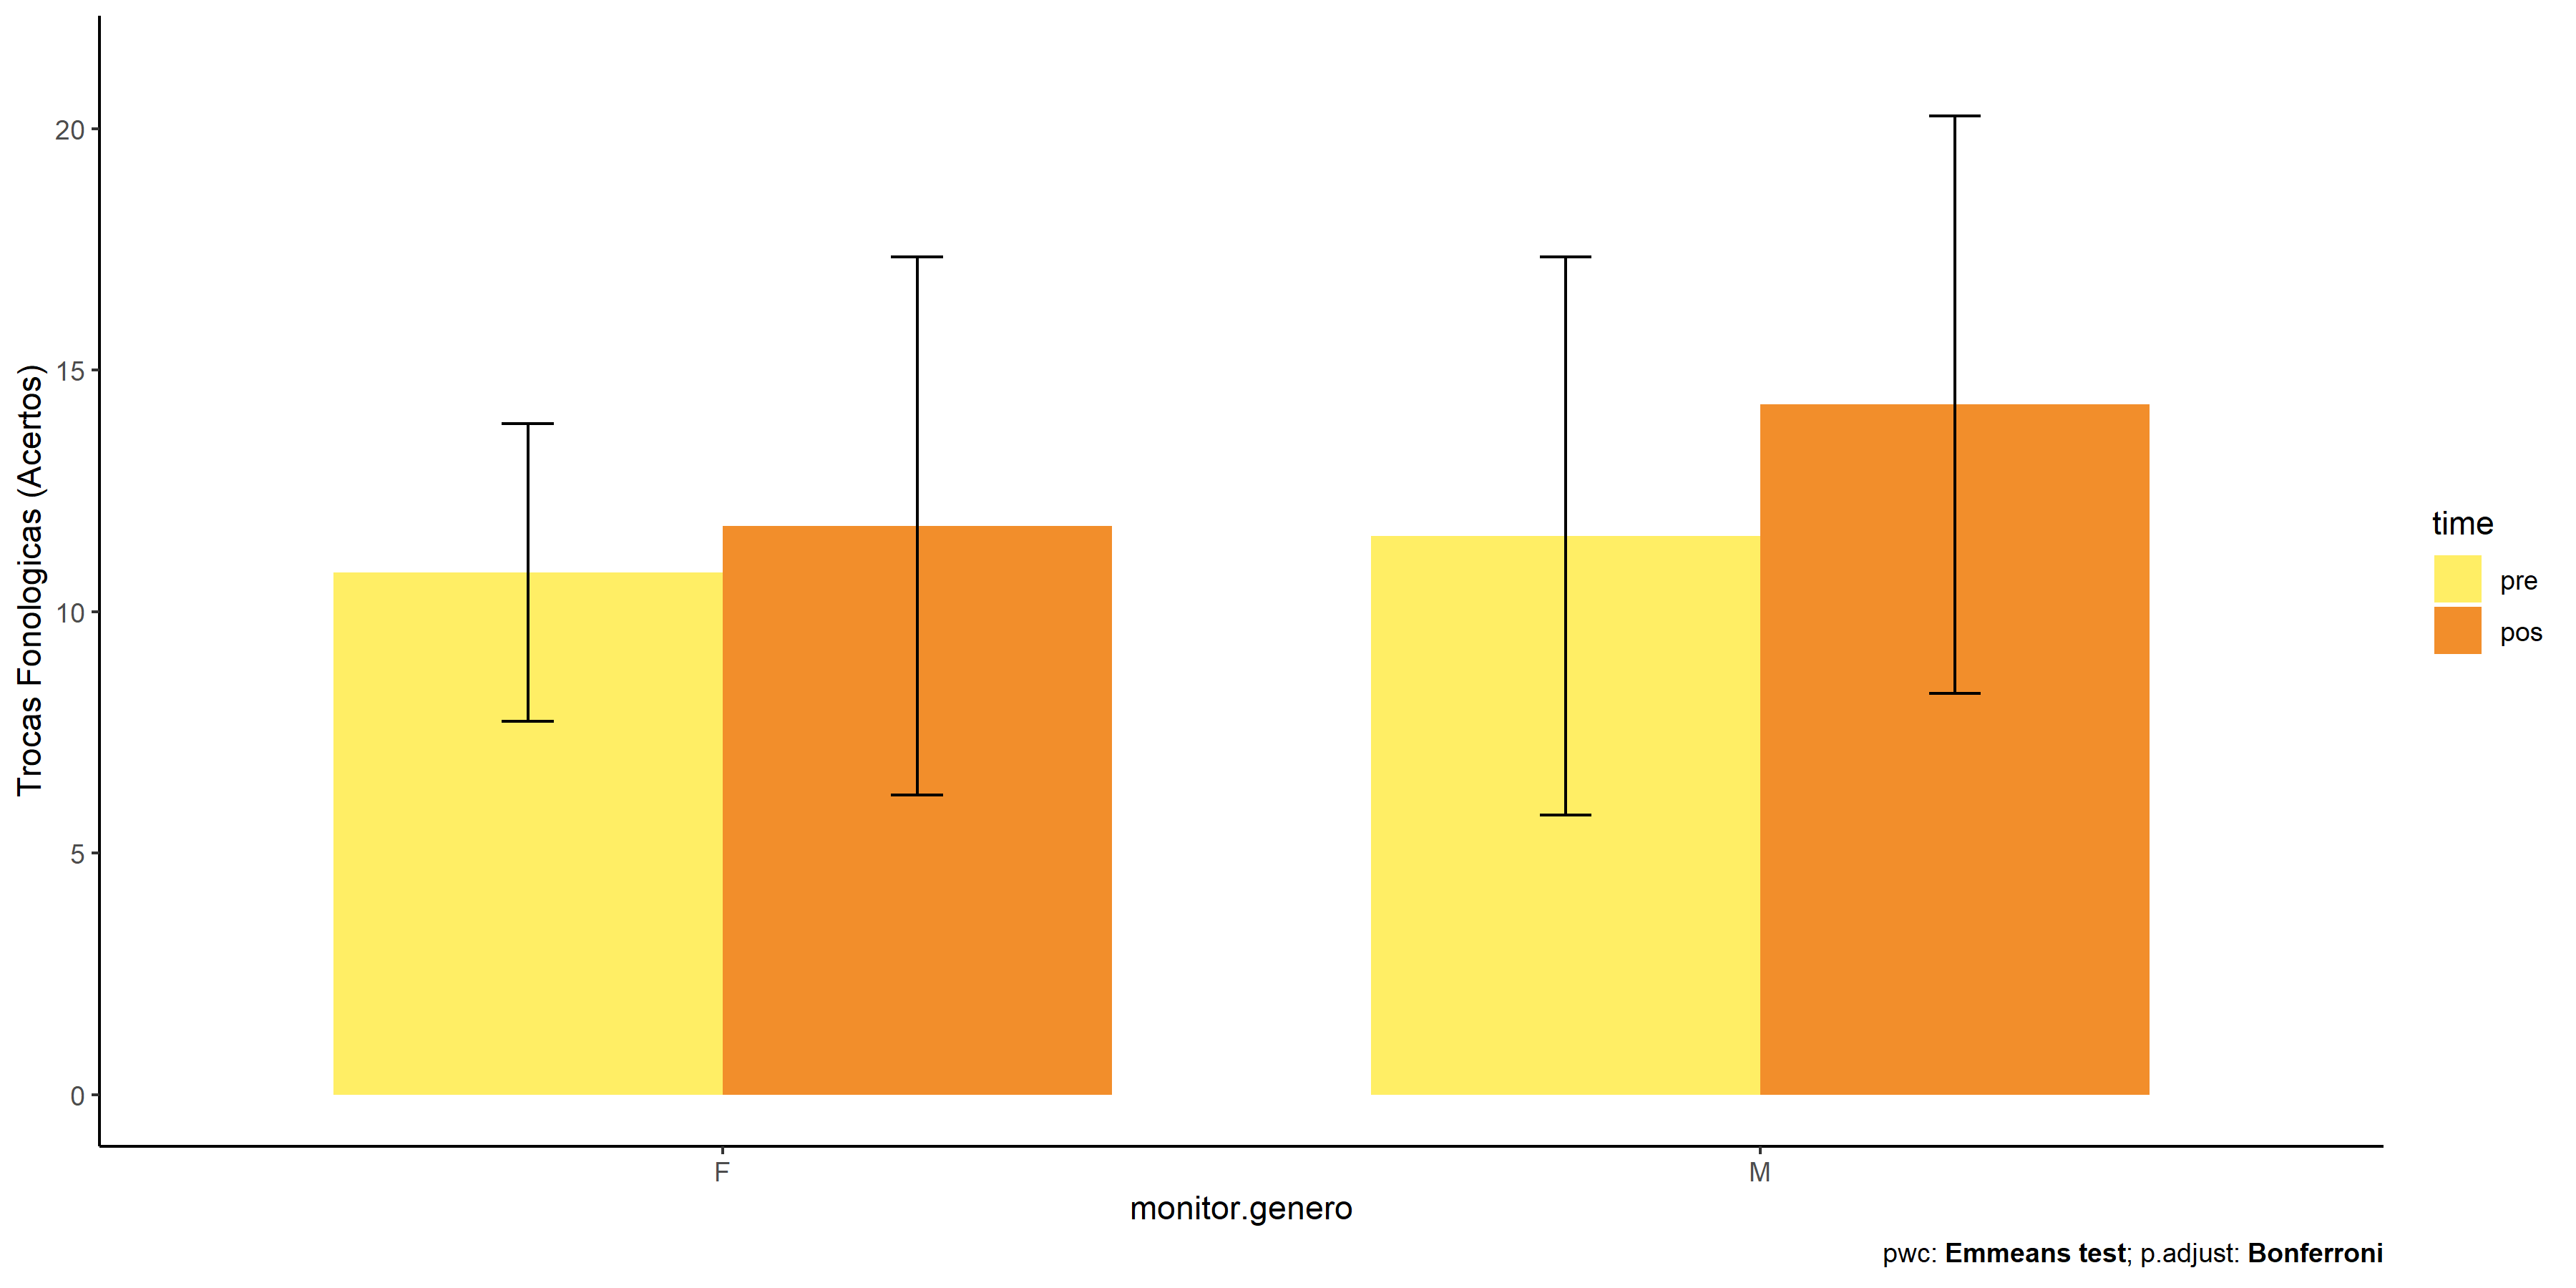 Trocas Fonologicas (Acertos)
20
15
10
5
0
F
M
monitor.genero
time
pre
pos
pwc: Emmeans test; p.adjust: Bonferroni